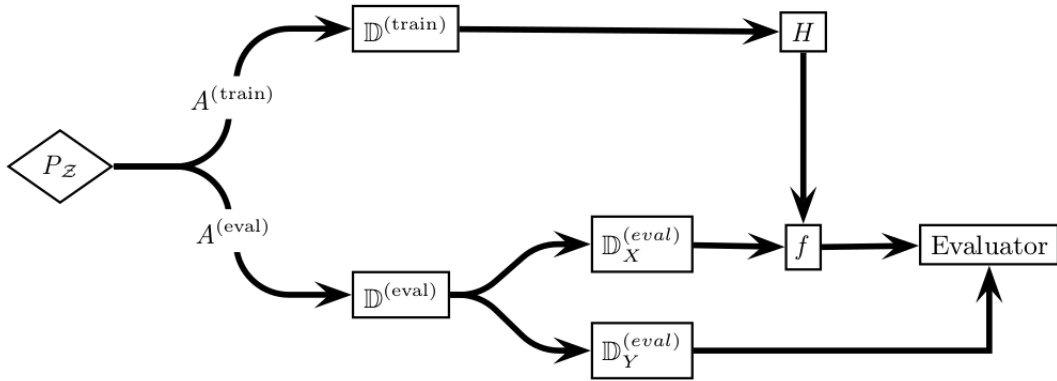 𝔻^(train)
H
A^(train)
P_𝒵
A^(eval)
𝔻_X^(eval)
f
Evaluator
𝔻^(eval)
𝔻_Y^(eval)